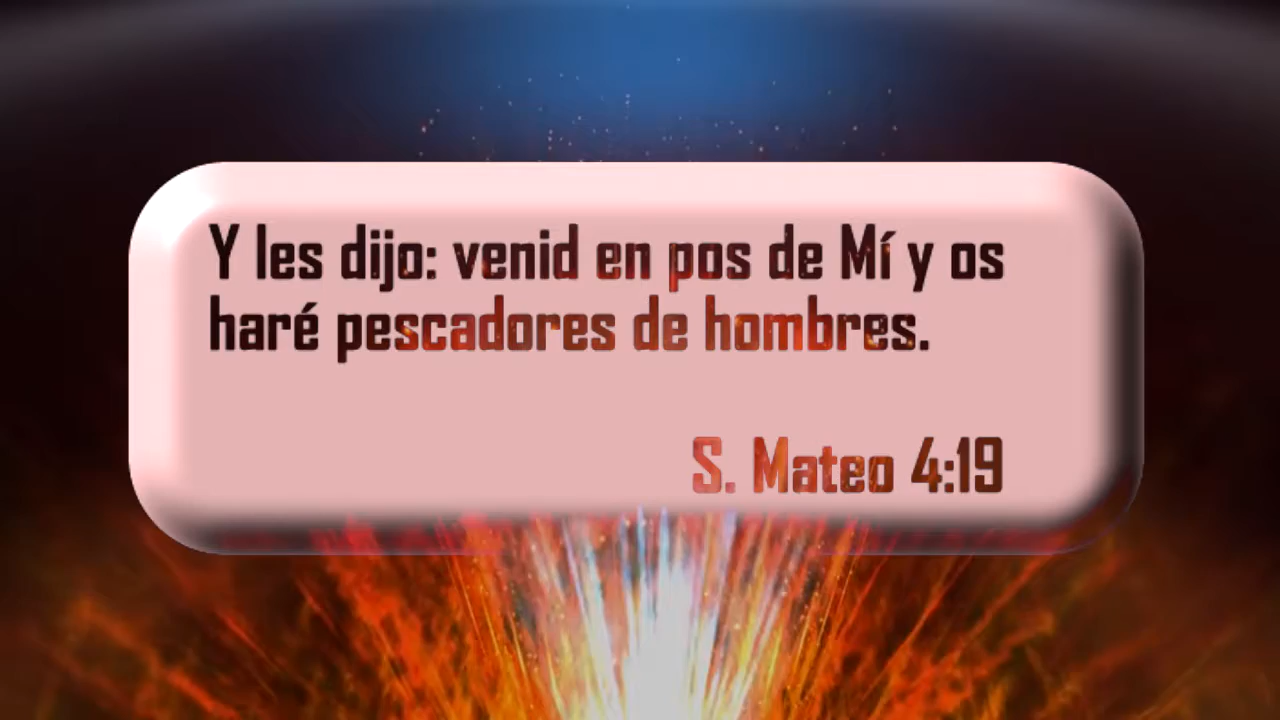 Y les dijo: venid en pos de Mí y os
haré pescadores de hombres.
S. Mateo 4:19